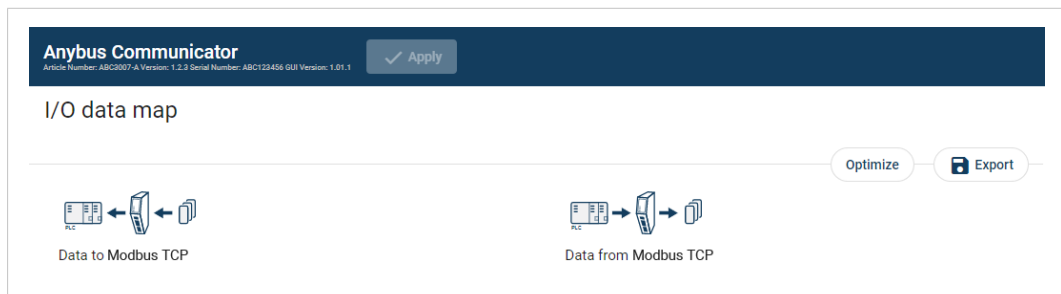 Anybus Communicator
Article Number: ABC3007-A Version: 1.2.3 Serial Number: ABC123456 GUI Version: 1.01.1
Apply
I/O data map
Optimize
Export
PLC
PLC
Data to Modbus TCP
Data from Modbus TCP